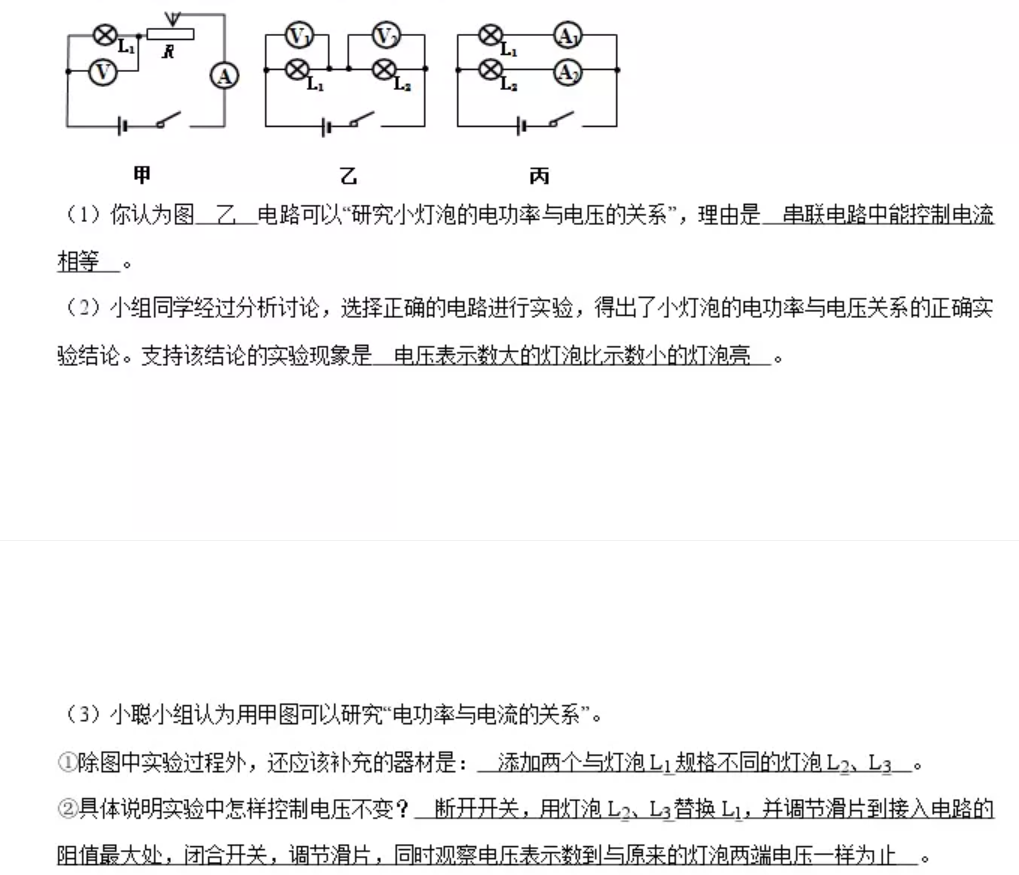 L₁ R V A
V₁ V₂ L₁ L₂
L₁ A₁ L₂ A₂
甲 乙 丙
（1）你认为图 乙 电路可以“研究小灯泡的电功率与电压的关系”，理由是 串联电路中能控制电流
相等 。
（2）小组同学经过分析讨论，选择正确的电路进行实验，得出了小灯泡的电功率与电压关系的正确实
验结论。支持该结论的实验现象是 电压表示数大的灯泡比示数小的灯泡亮 。
（3）小聪小组认为用甲图可以研究“电功率与电流的关系”。
①除图中实验过程外，还应该补充的器材是： 添加两个与灯泡 L₁ 规格不同的灯泡 L₂、L₃ 。
②具体说明实验中怎样控制电压不变？ 断开开关，用灯泡 L₂、L₃ 替换 L₁，并调节滑片到接入电路的
阻值最大处，闭合开关，调节滑片，同时观察电压表示数到与原来的灯泡两端电压一样为止 。